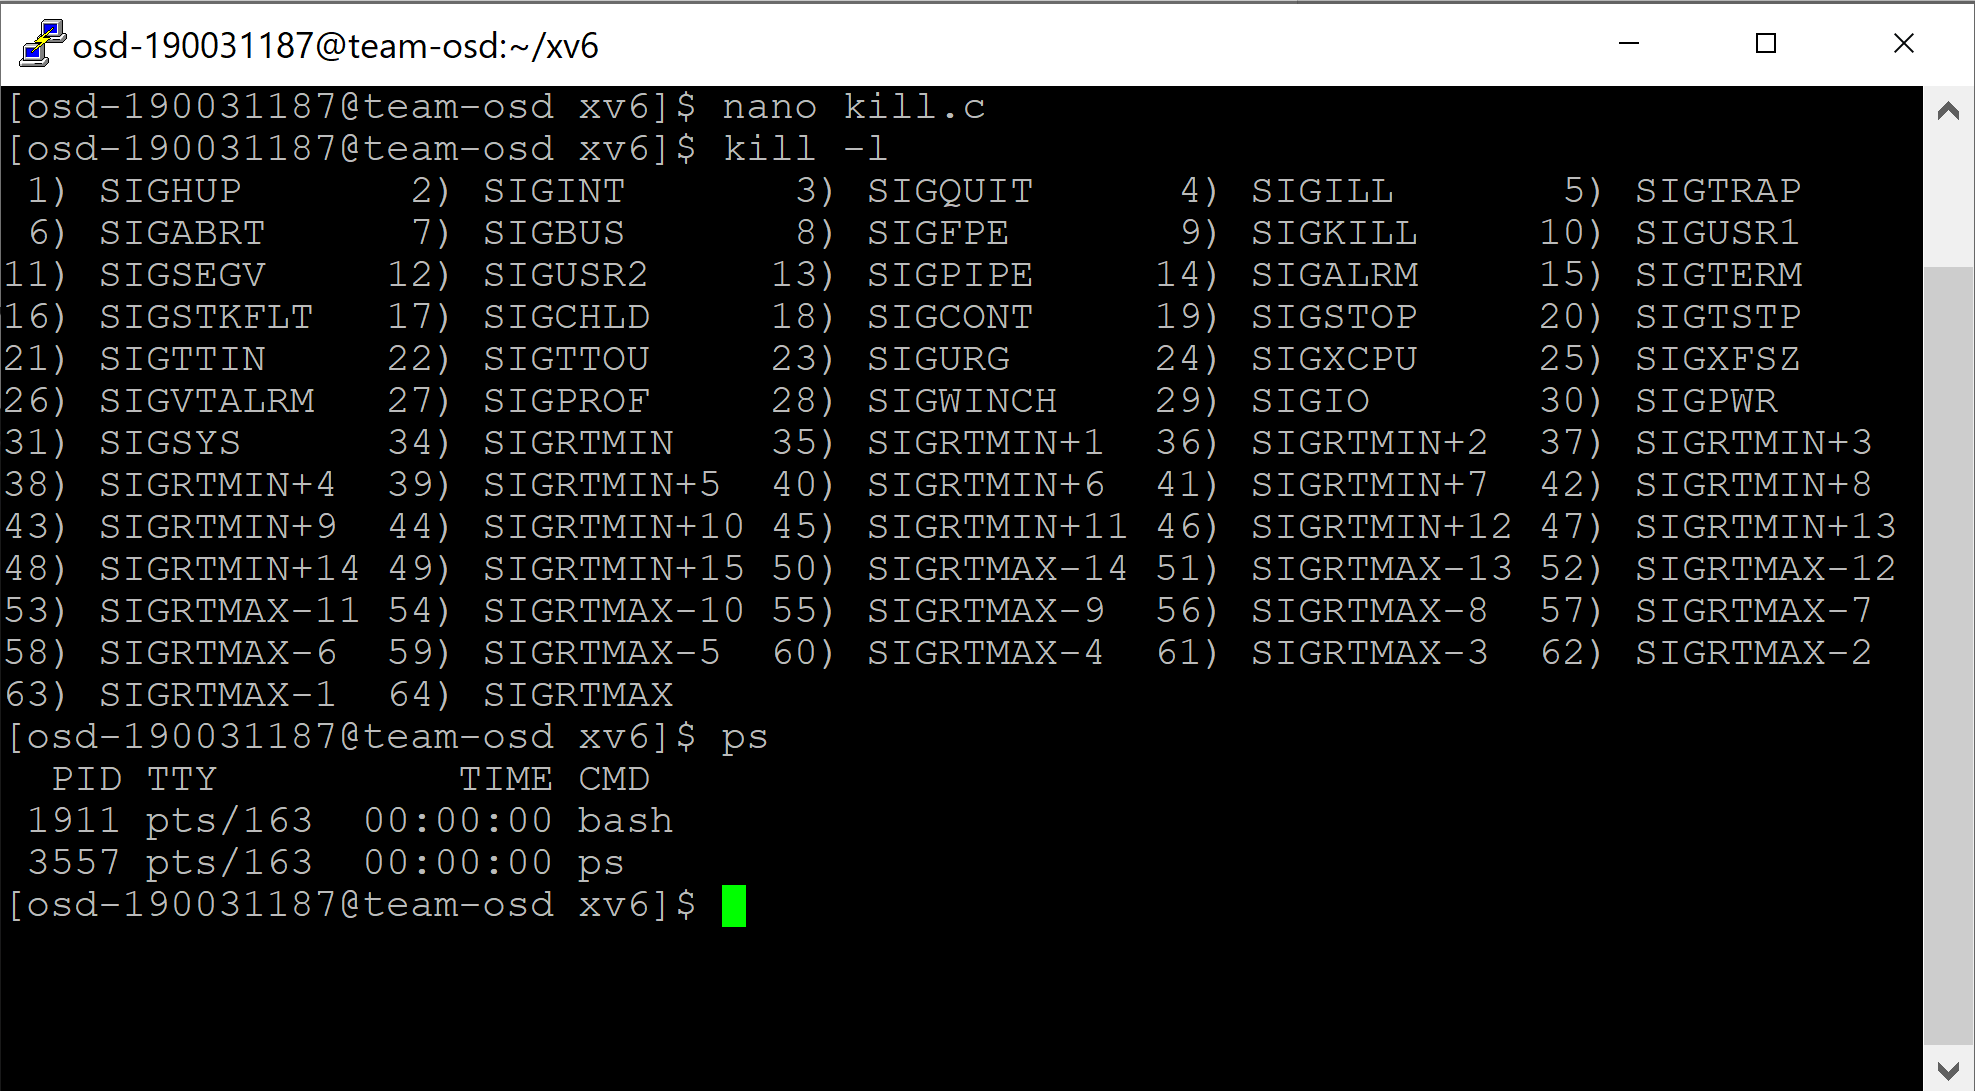 osd-190031187@team-osd:~/xv6
[osd-190031187@team-osd xv6]$ nano kill.c
[osd-190031187@team-osd xv6]$ kill -l
 1) SIGHUP       2) SIGINT       3) SIGQUIT      4) SIGILL       5) SIGTRAP
 6) SIGABRT      7) SIGBUS       8) SIGFPE       9) SIGKILL     10) SIGUSR1
11) SIGSEGV     12) SIGUSR2     13) SIGPIPE     14) SIGALRM     15) SIGTERM
16) SIGSTKFLT   17) SIGCHLD     18) SIGCONT     19) SIGSTOP     20) SIGTSTP
21) SIGTTIN     22) SIGTTOU     23) SIGURG      24) SIGXCPU     25) SIGXFSZ
26) SIGVTALRM   27) SIGPROF     28) SIGWINCH    29) SIGIO       30) SIGPWR
31) SIGSYS      34) SIGRTMIN    35) SIGRTMIN+1  36) SIGRTMIN+2  37) SIGRTMIN+3
38) SIGRTMIN+4  39) SIGRTMIN+5  40) SIGRTMIN+6  41) SIGRTMIN+7  42) SIGRTMIN+8
43) SIGRTMIN+9  44) SIGRTMIN+10 45) SIGRTMIN+11 46) SIGRTMIN+12 47) SIGRTMIN+13
48) SIGRTMIN+14 49) SIGRTMIN+15 50) SIGRTMAX-14 51) SIGRTMAX-13 52) SIGRTMAX-12
53) SIGRTMAX-11 54) SIGRTMAX-10 55) SIGRTMAX-9  56) SIGRTMAX-8  57) SIGRTMAX-7
58) SIGRTMAX-6  59) SIGRTMAX-5  60) SIGRTMAX-4  61) SIGRTMAX-3  62) SIGRTMAX-2
63) SIGRTMAX-1  64) SIGRTMAX
[osd-190031187@team-osd xv6]$ ps
  PID TTY          TIME CMD
 1911 pts/163  00:00:00 bash
 3557 pts/163  00:00:00 ps
[osd-190031187@team-osd xv6]$